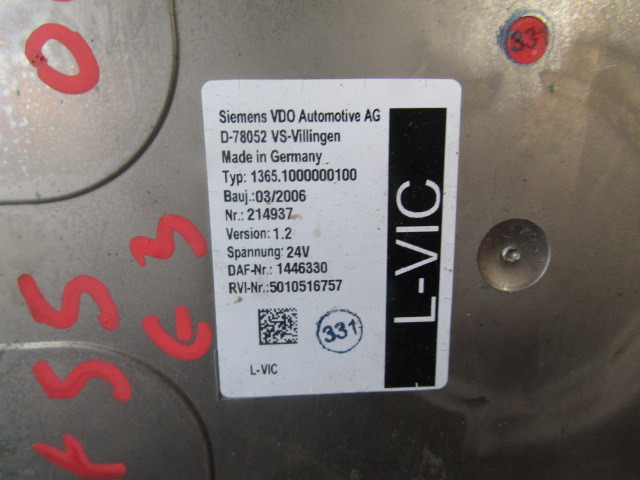 Siemens VDO Automotive AG
D-78052 VS-Villingen
Made in Germany
Typ: 1365.1000000100
Bauj.:03/2006
Nr.: 214937
Version: 1.2
Spannung: 24V
DAF-Nr.: 1446330
RVI-Nr.:5010516757
331
L-VIC
L-VIC
33